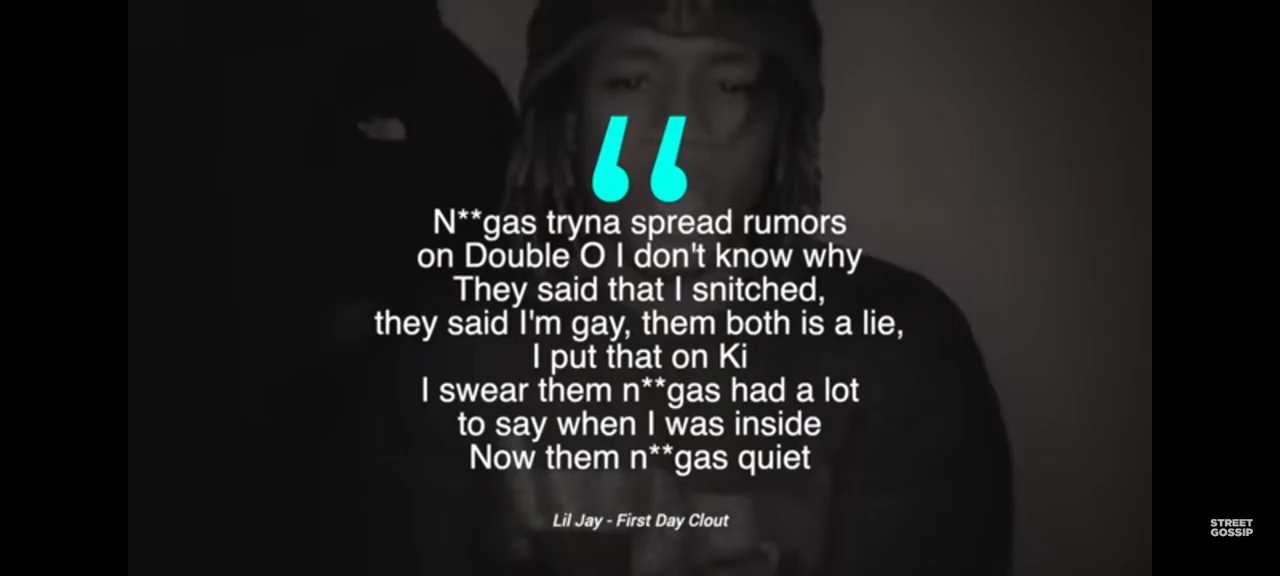 N**gas tryna spread rumors
on Double O I don't know why
They said that I snitched,
they said I'm gay, them both is a lie,
I put that on Ki
I swear them n**gas had a lot
to say when I was inside
Now them n**gas quiet
Lil Jay - First Day Clout
STREET
GOSSIP